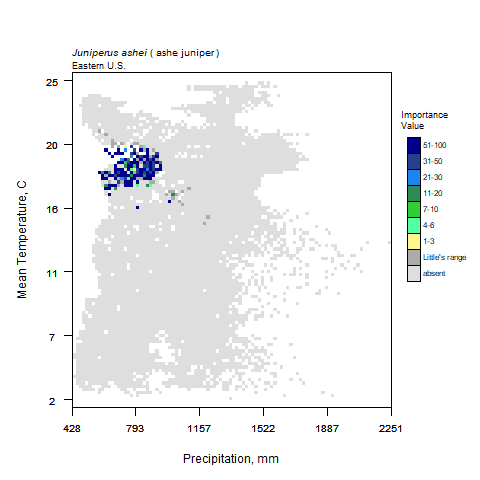 Juniperus ashei ( ashe juniper )
Eastern U.S.
Importance
Value
51-100
31-50
21-30
11-20
7-10
4-6
1-3
Little's range
absent
Mean Temperature, C
25
20
16
11
7
2
428 793 1157 1522 1887 2251
Precipitation, mm